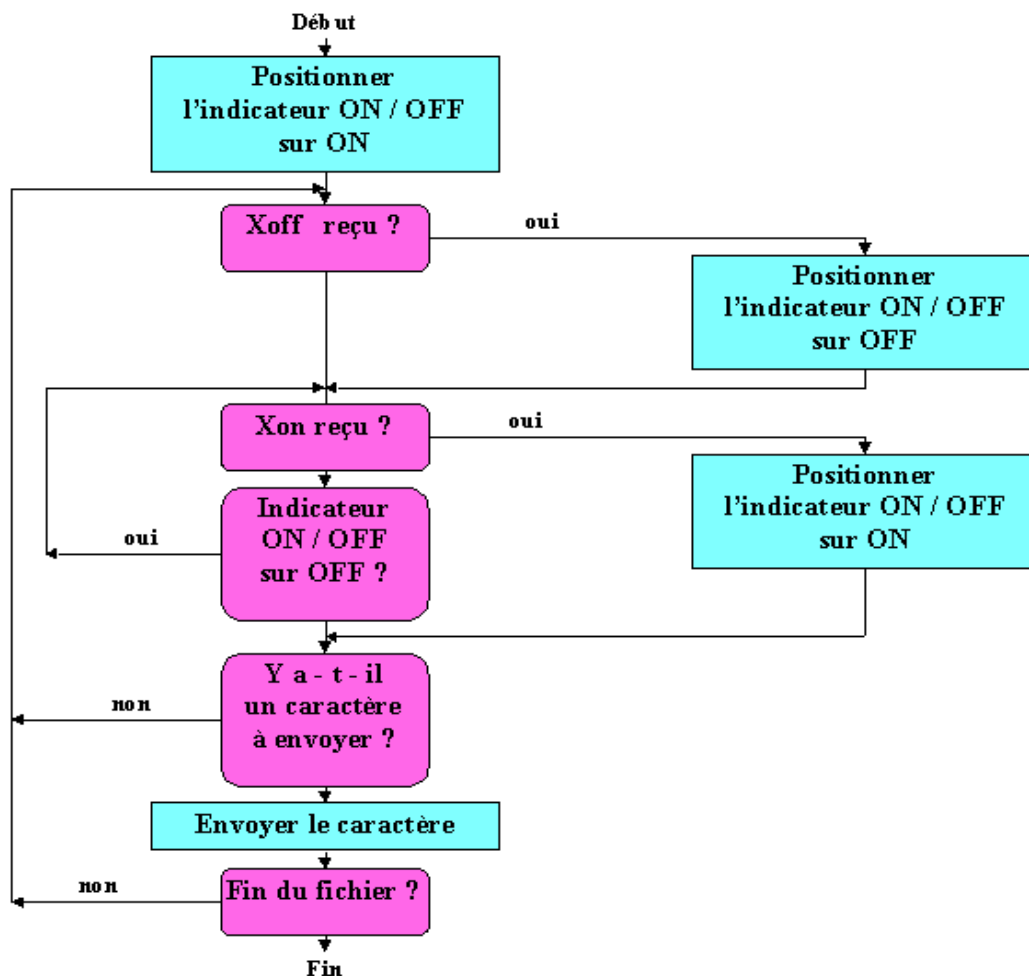 Début
Positionner
l'indicateur ON / OFF
sur ON
Xoff reçu ?
oui
Positionner
l'indicateur ON / OFF
sur OFF
Xon reçu ?
oui
Positionner
l'indicateur ON / OFF
sur ON
Indicateur
ON / OFF
sur OFF ?
oui
Y a - t - il
un caractère
à envoyer ?
non
Envoyer le caractère
Fin du fichier ?
non
Fin